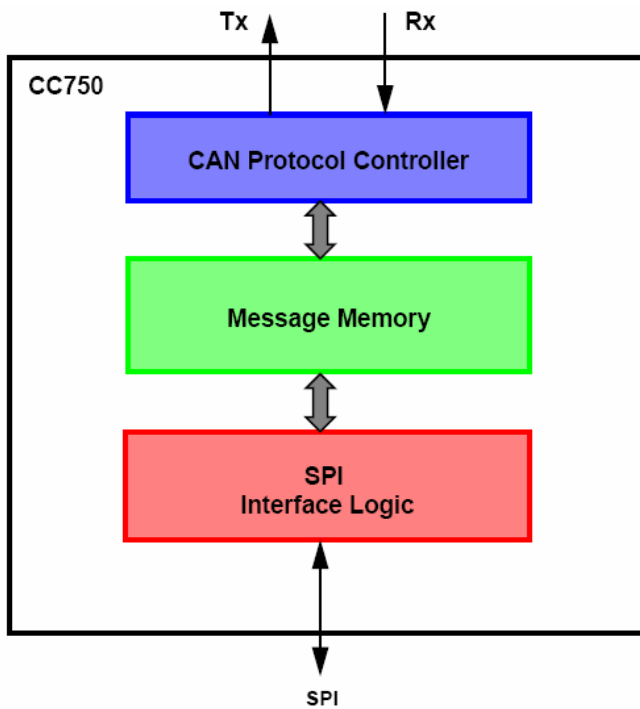 Tx
Rx
CC750
CAN Protocol Controller
Message Memory
SPI
Interface Logic
SPI